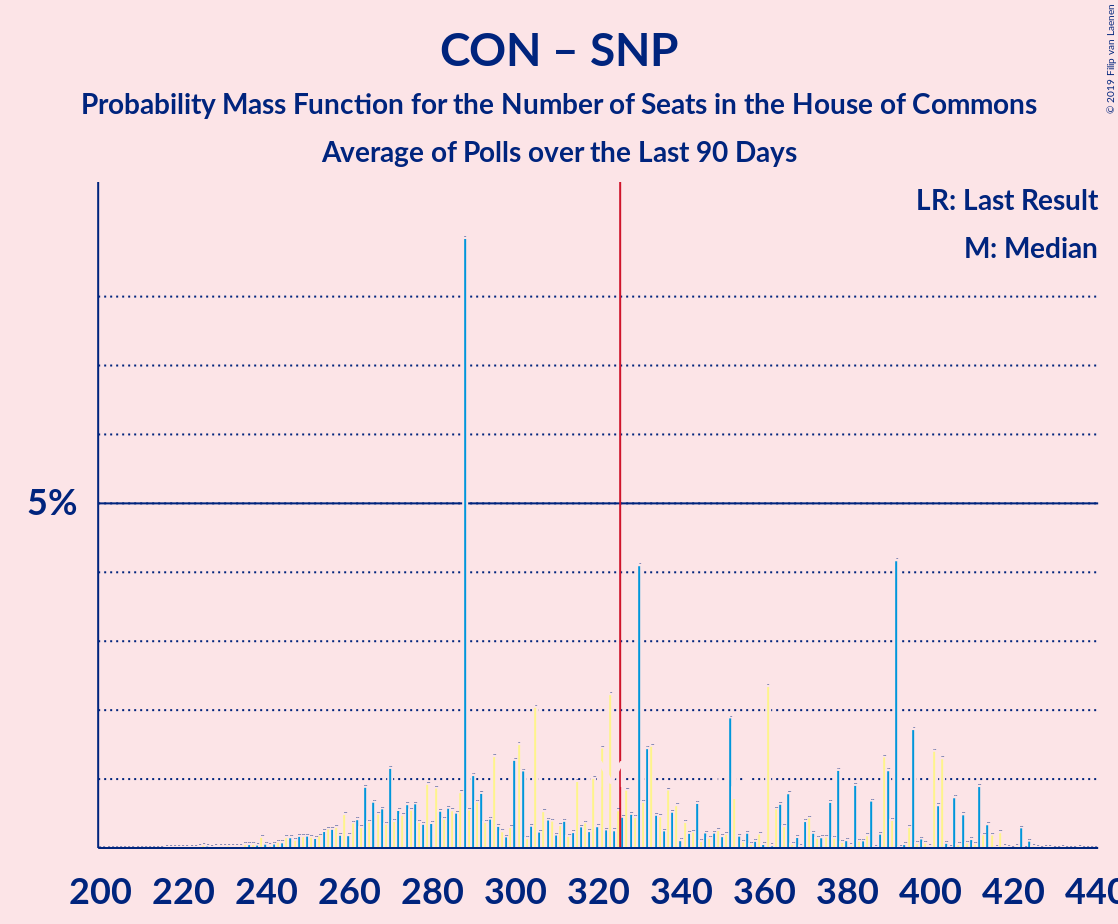 CON – SNP
Probability Mass Function for the Number of Seats in the House of Commons
Average of Polls over the Last 90 Days
© 2019 Filip van Laenen
LR: Last Result
M: Median
5%
200 220 240 260 280 300 320 340 360 380 400 420 440